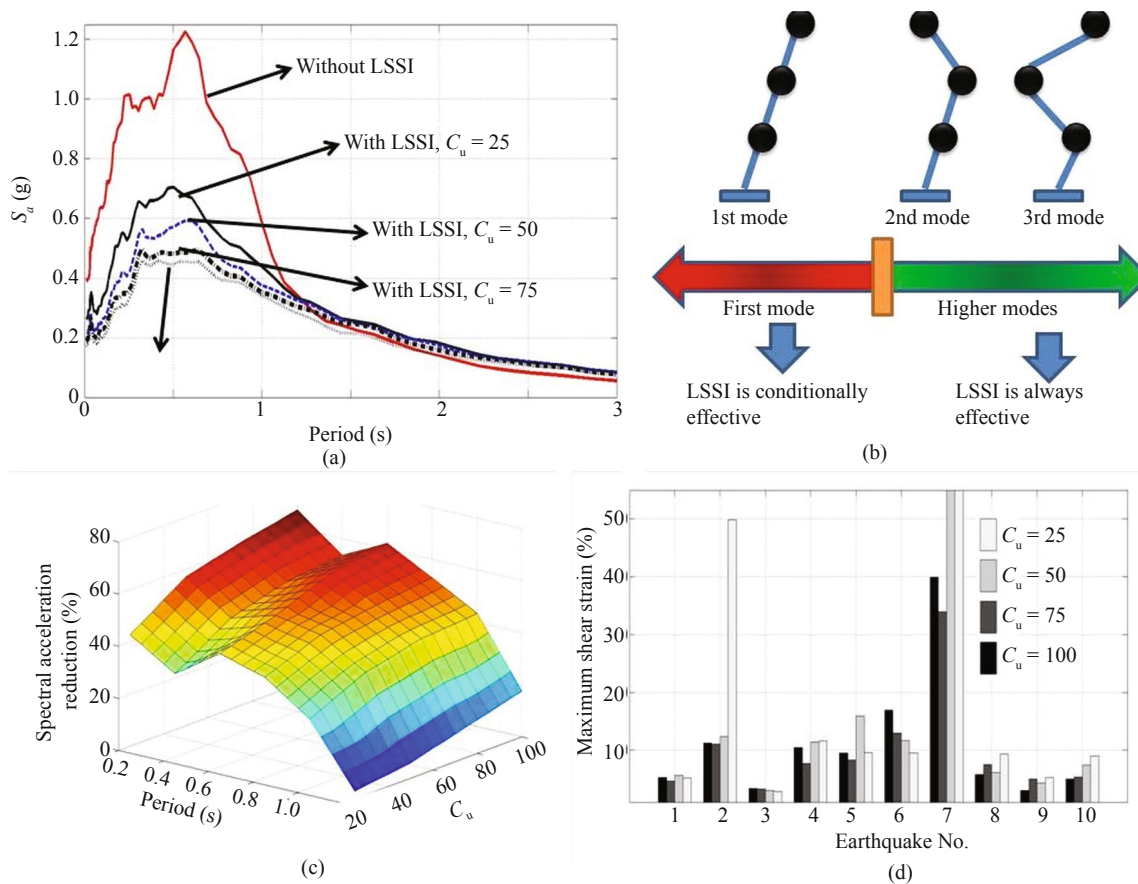 1.2
1.0
0.8
0.6
0.4
0.2
0
Sa (g)
Without LSSI
With LSSI, Cu = 25
With LSSI, Cu = 50
With LSSI, Cu = 75
0 1 2 3
Period (s)
(a)
1st mode 2nd mode 3rd mode
First mode Higher modes
LSSI is conditionally
effective
LSSI is always
effective
(b)
80
60
40
20
0
Spectral acceleration
reduction (%)
0.2 0.4 0.6 0.8 1.0
Period (s)
20 40 60 80 100
Cu
(c)
50
40
30
20
10
Maximum shear strain (%)
Cu = 25
Cu = 50
Cu = 75
Cu = 100
1 2 3 4 5 6 7 8 9 10
Earthquake No.
(d)